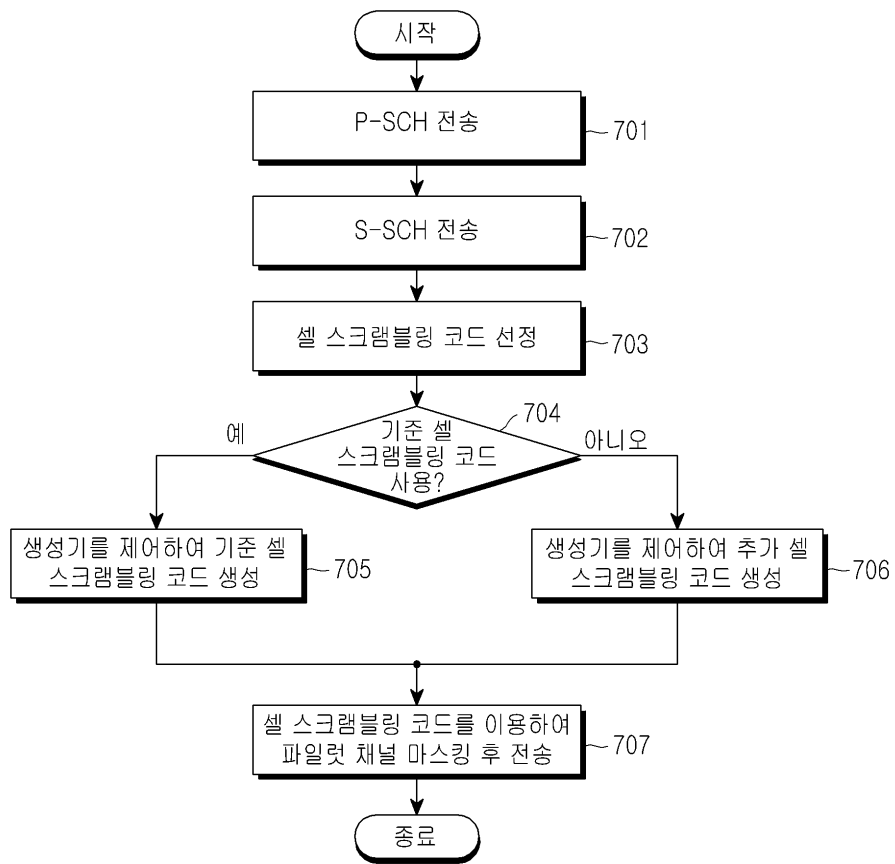 시작
P-SCH 전송
701
S-SCH 전송
702
셀 스크램블링 코드 선정
703
704
예
기준 셀
스크램블링 코드
사용?
아니오
생성기를 제어하여 기준 셀
스크램블링 코드 생성
705
생성기를 제어하여 추가 셀
스크램블링 코드 생성
706
셀 스크램블링 코드를 이용하여
파일럿 채널 마스킹 후 전송
707
종료